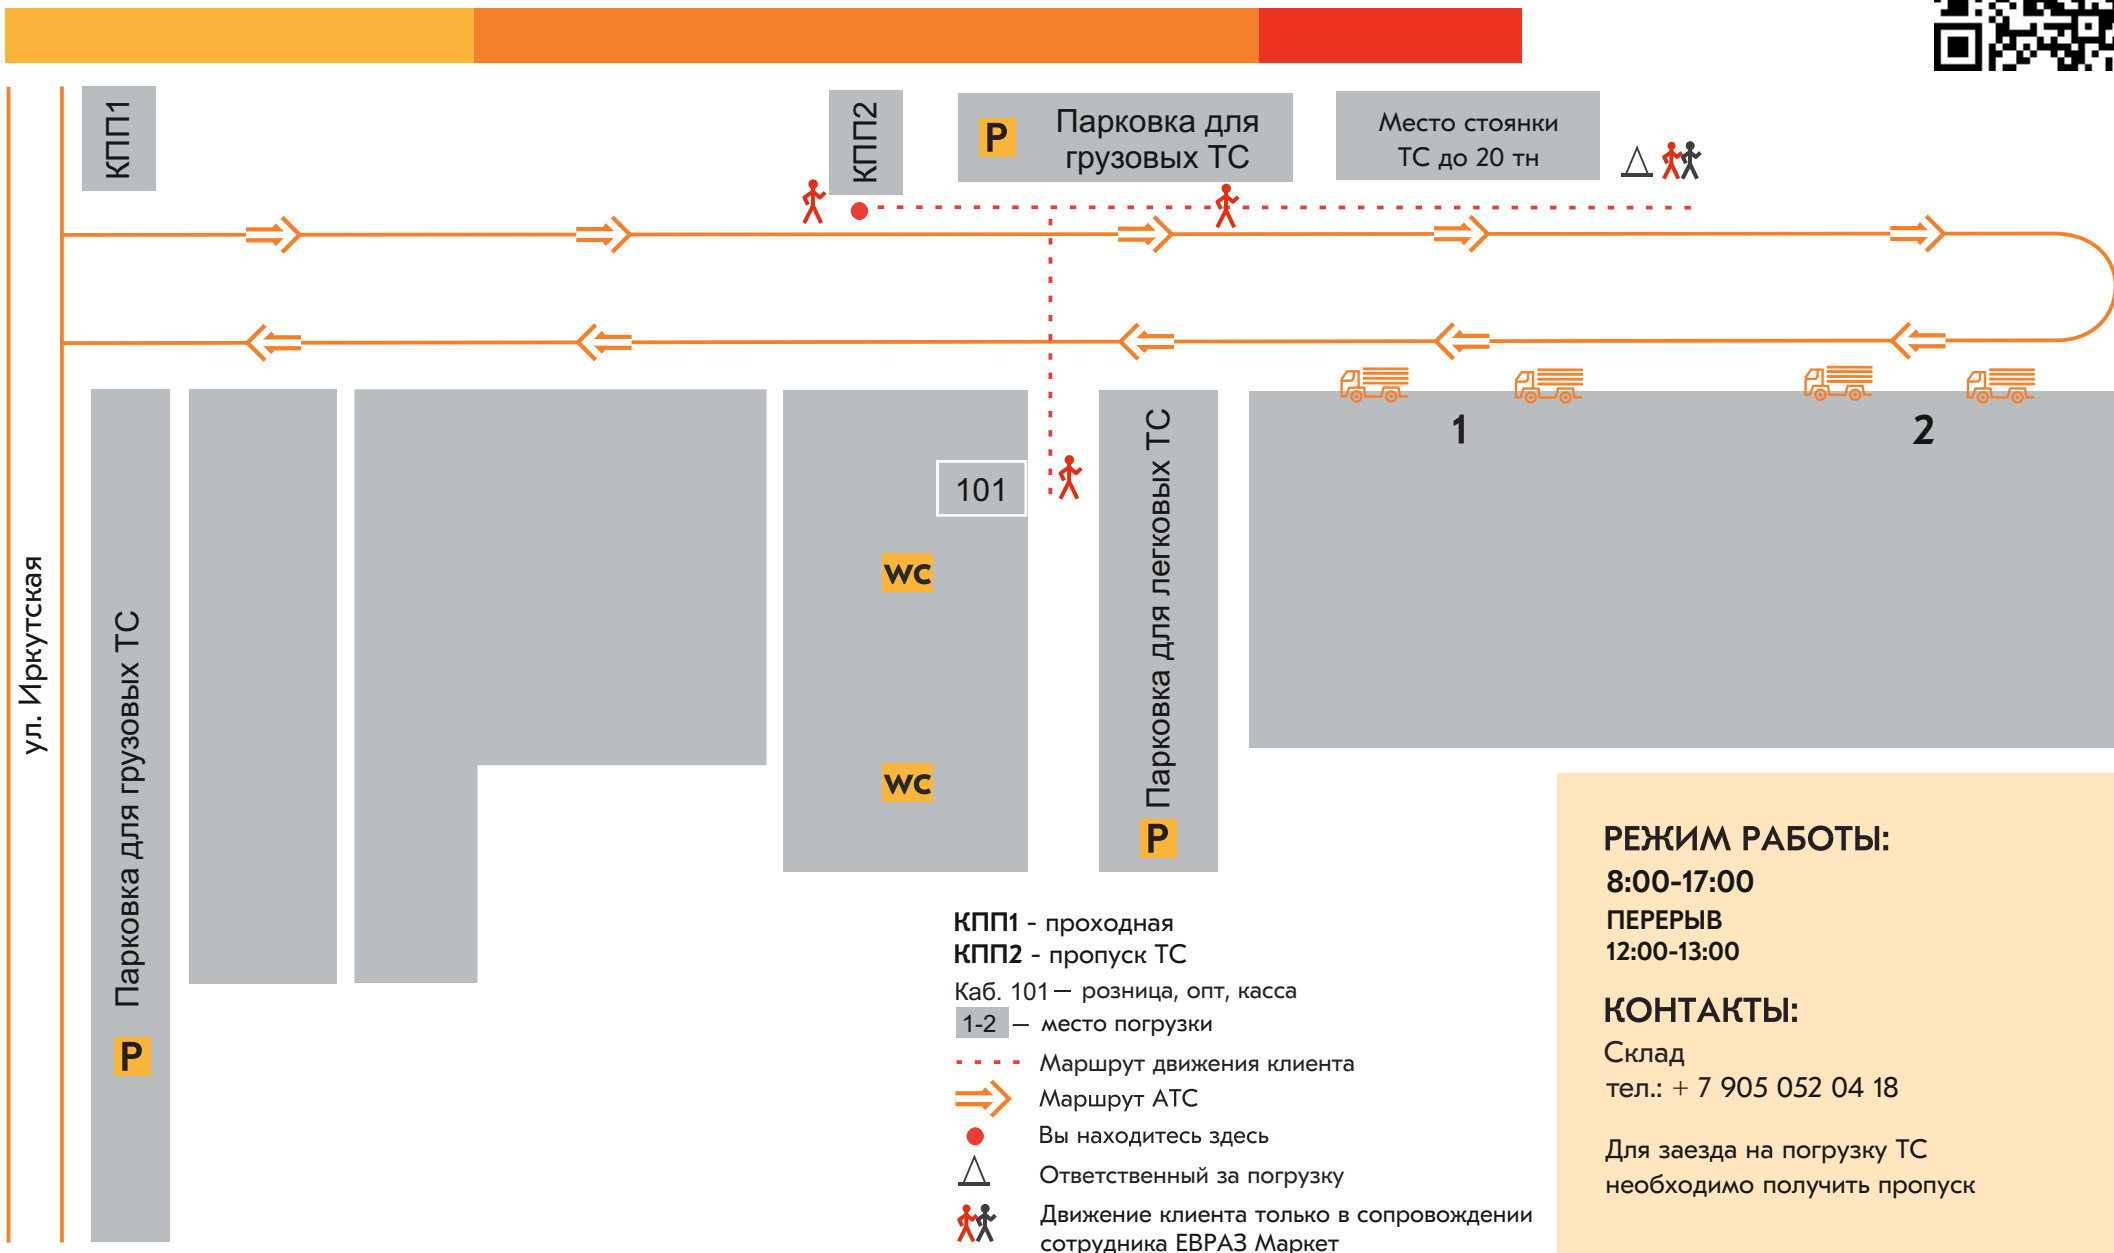 КПП1
КПП2
P
Парковка для
грузовых ТС
Место стоянки
ТС до 20 тн
1
2
101
wc
wc
Парковка для легковых ТС
P
ул. Иркутская
Парковка для грузовых ТС
P
КПП1 - проходная
КПП2 - пропуск ТС
Каб. 101 — розница, опт, касса
1-2 — место погрузки
Маршрут движения клиента
Маршрут АТС
Вы находитесь здесь
Ответственный за погрузку
Движение клиента только в сопровождении
сотрудника ЕВРАЗ Маркет
РЕЖИМ РАБОТЫ:
8:00-17:00
ПЕРЕРЫВ
12:00-13:00
КОНТАКТЫ:
Склад
тел.: + 7 905 052 04 18
Для заезда на погрузку ТС
необходимо получить пропуск